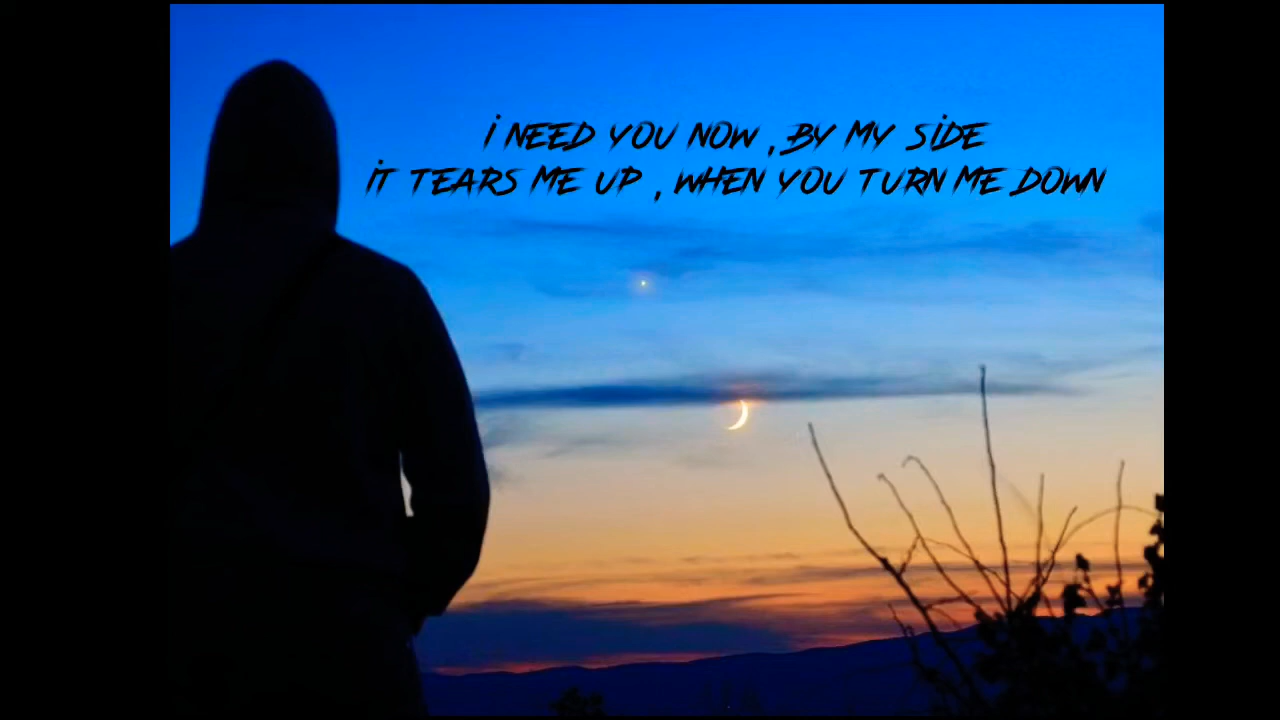 I NEED YOU NOW , BY MY SIDE
IT TEARS ME UP , WHEN YOU TURN ME DOWN